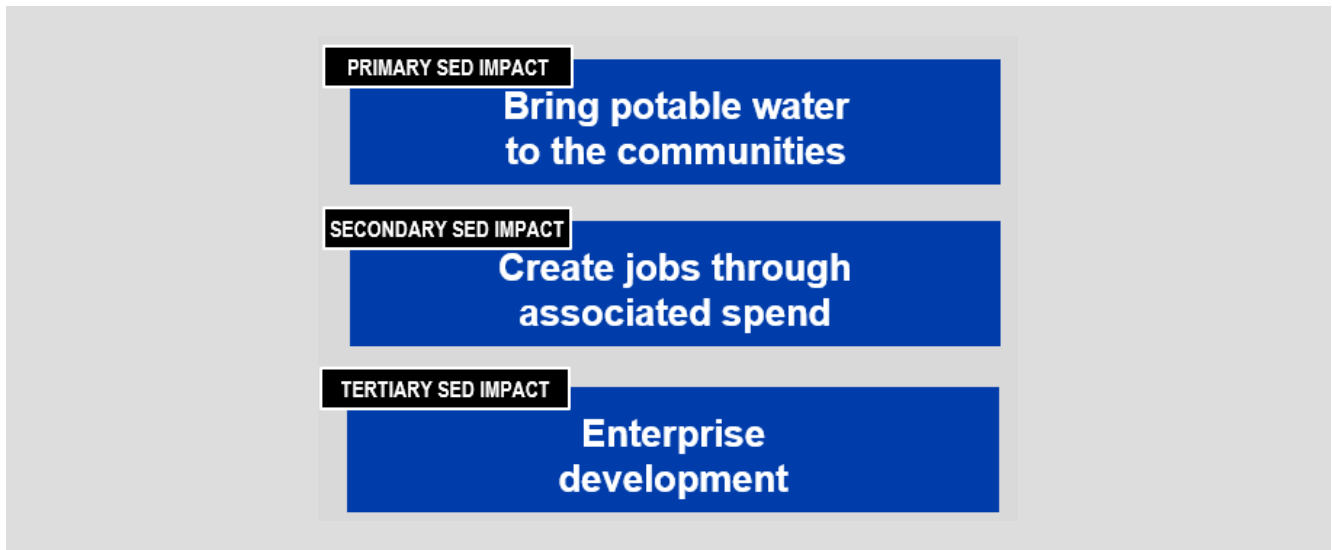 PRIMARY SED IMPACT
Bring potable water
to the communities
SECONDARY SED IMPACT
Create jobs through
associated spend
TERTIARY SED IMPACT
Enterprise
development